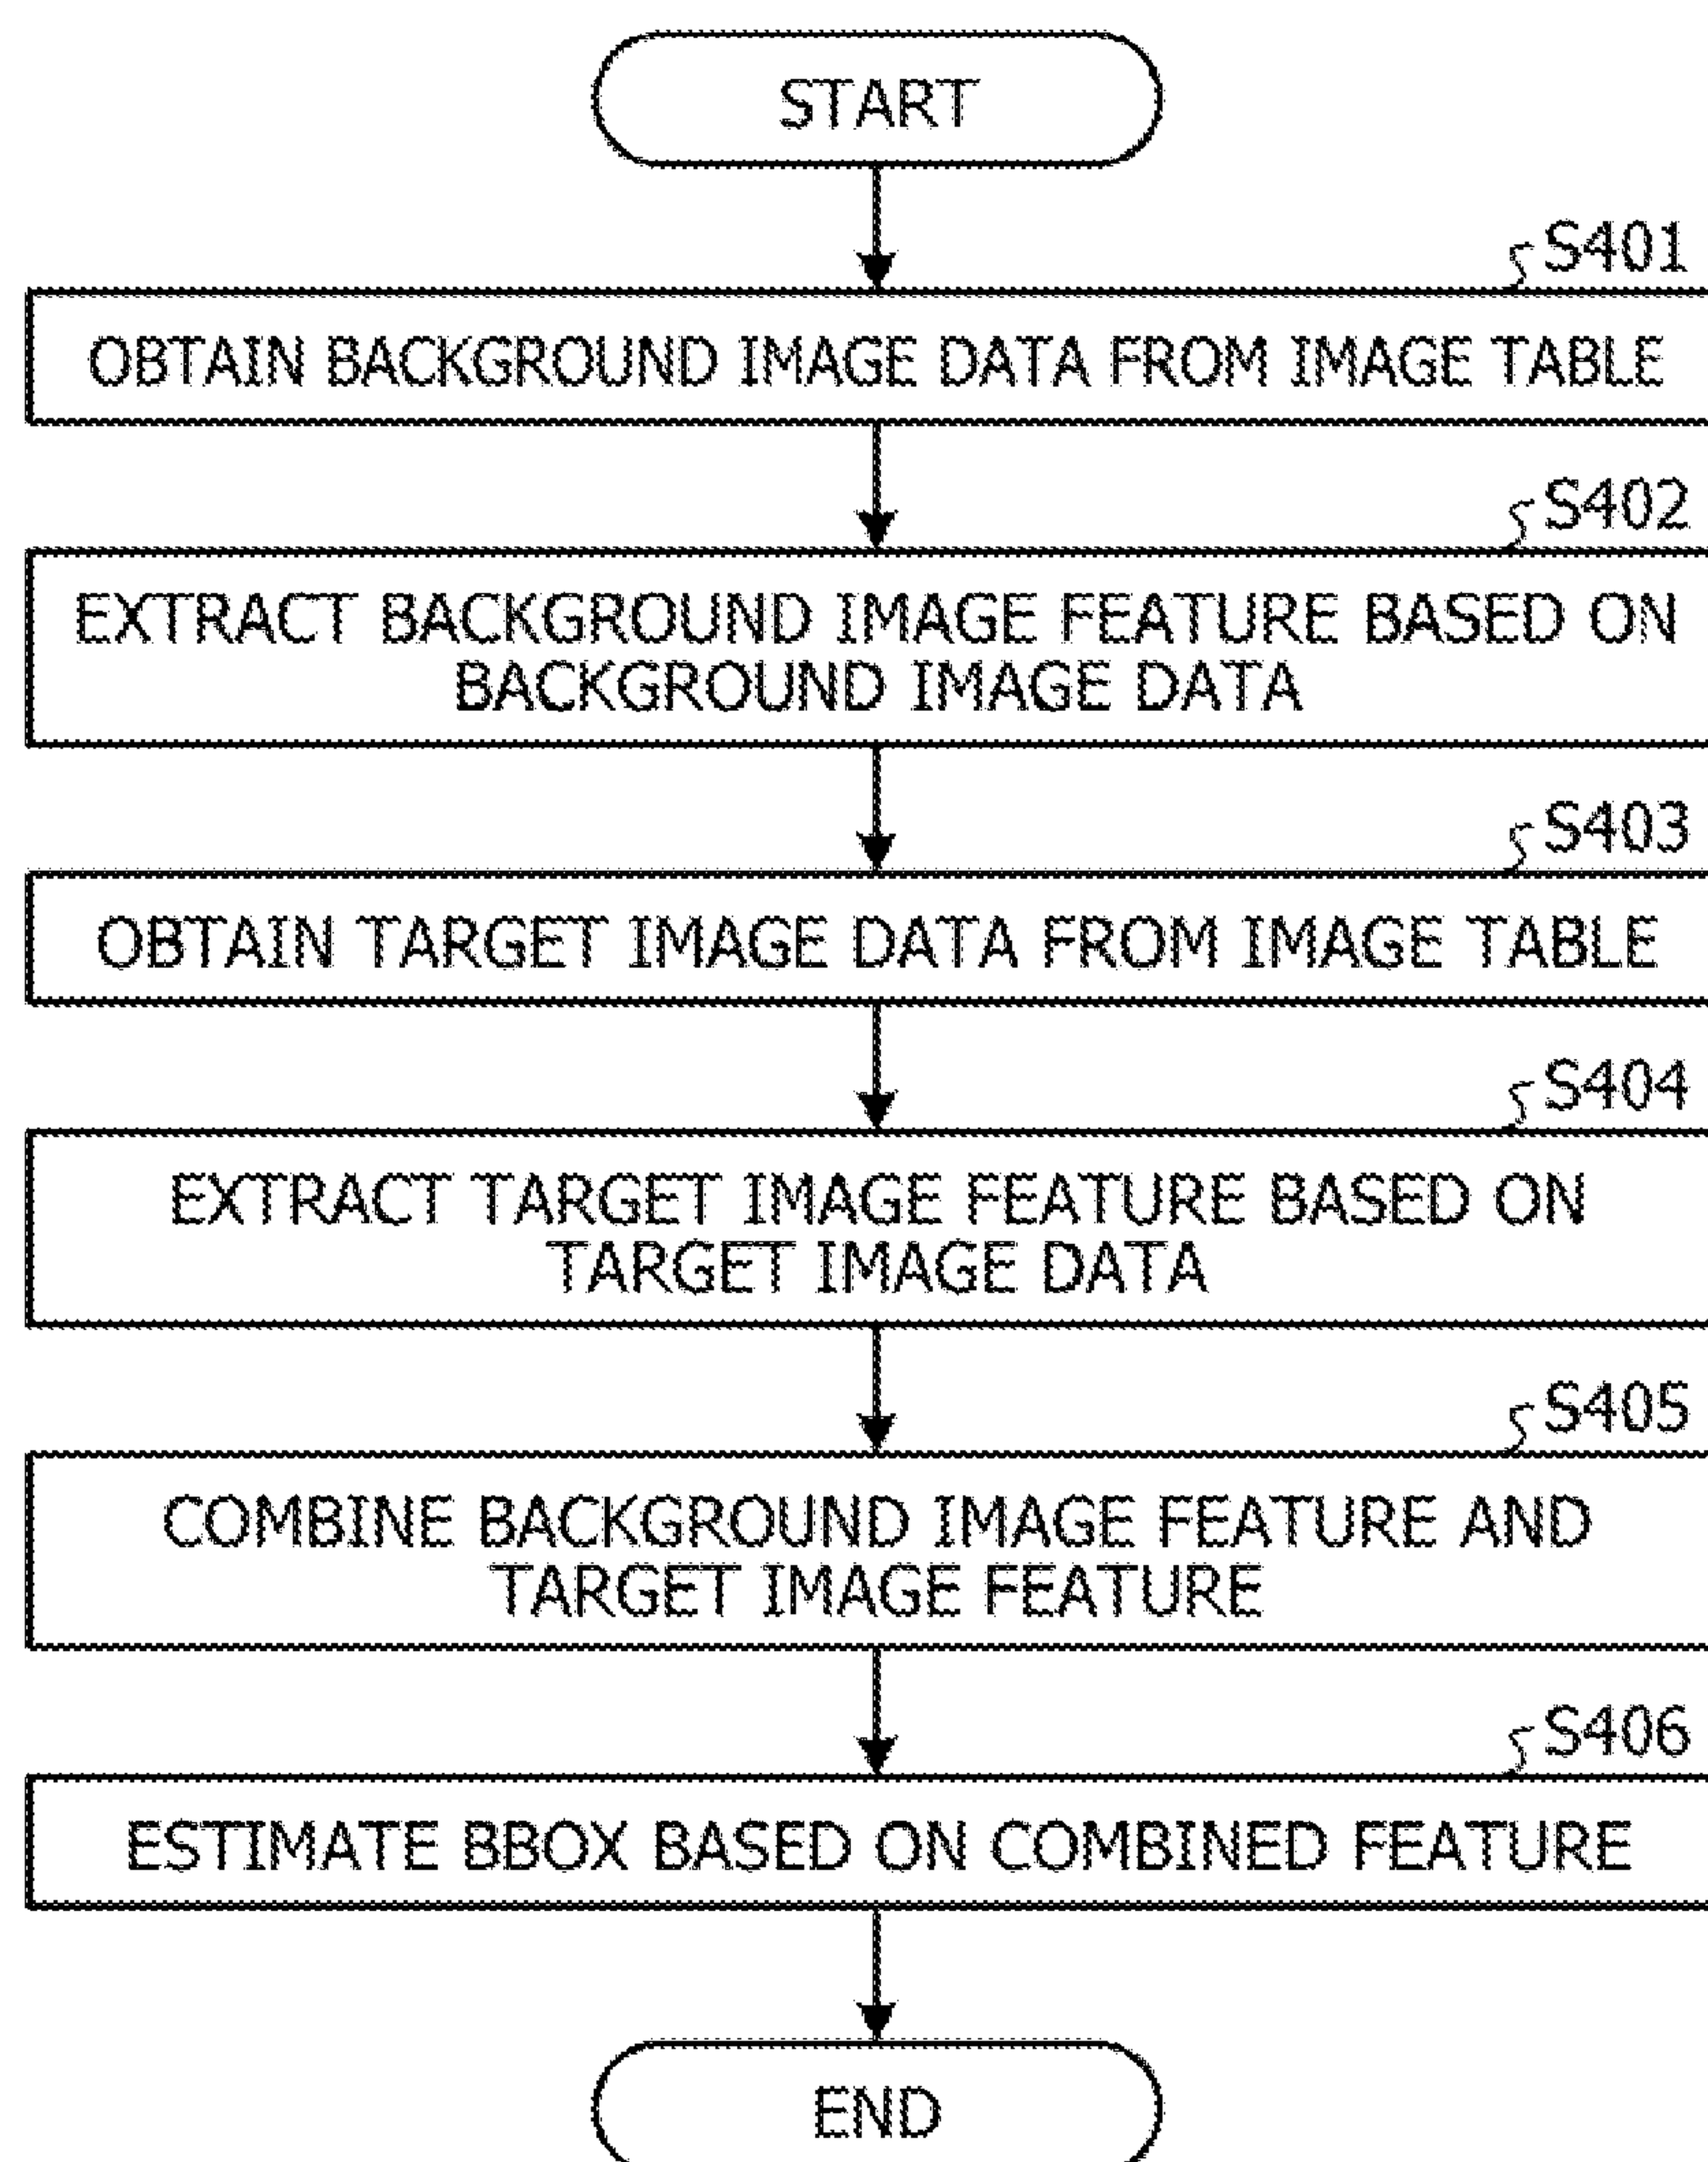 START
S401
OBTAIN BACKGROUND IMAGE DATA FROM IMAGE TABLE
S402
EXTRACT BACKGROUND IMAGE FEATURE BASED ON
BACKGROUND IMAGE DATA
S403
OBTAIN TARGET IMAGE DATA FROM IMAGE TABLE
S404
EXTRACT TARGET IMAGE FEATURE BASED ON
TARGET IMAGE DATA
S405
COMBINE BACKGROUND IMAGE FEATURE AND
TARGET IMAGE FEATURE
S406
ESTIMATE BBOX BASED ON COMBINED FEATURE
END